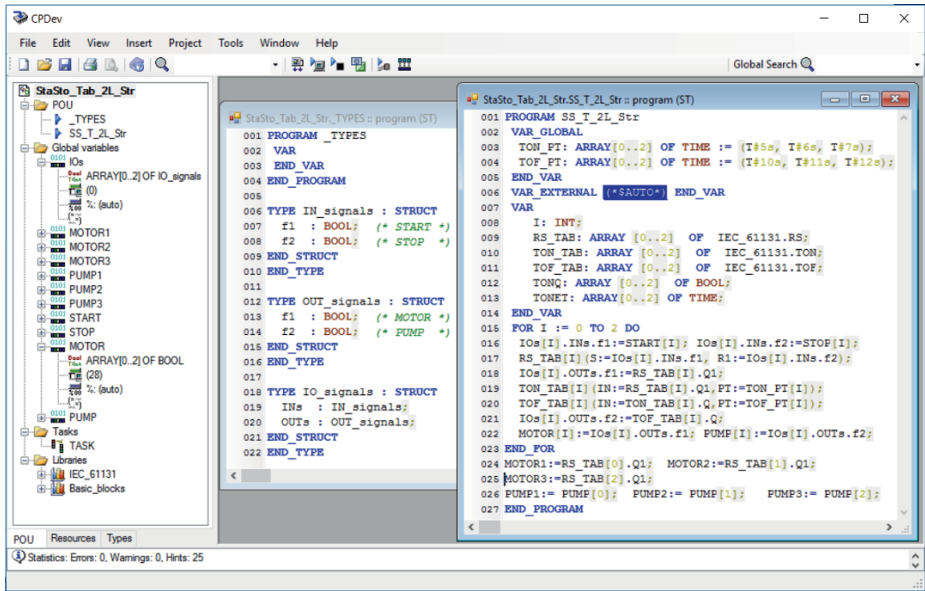 CPDev
File Edit View Insert Project Tools Window Help
Global Search
StaSto_Tab_2L_Str
POU
_TYPES
SS_T_2L_Str
Global variables
IOs
ARRAY[0..2] OF IO_signals
(0)
%: (auto)
MOTOR1
MOTOR2
MOTOR3
PUMP1
PUMP2
PUMP3
START
STOP
MOTOR
ARRAY[0..2] OF BOOL
(28)
%: (auto)
PUMP
Tasks
TASK
Libraries
IEC_61131
Basic_blocks
POU Resources Types
StaSto_Tab_2L_Str._TYPES :: program (ST)
001 PROGRAM _TYPES
002 VAR
003 END_VAR
004 END_PROGRAM
005
006 TYPE IN_signals : STRUCT
007 f1 : BOOL; (* START *)
008 f2 : BOOL; (* STOP *)
009 END_STRUCT
010 END_TYPE
011
012 TYPE OUT_signals : STRUCT
013 f1 : BOOL; (* MOTOR *)
014 f2 : BOOL; (* PUMP *)
015 END_STRUCT
016 END_TYPE
017
018 TYPE IO_signals : STRUCT
019 INs : IN_signals;
020 OUTs : OUT_signals;
021 END_STRUCT
022 END_TYPE
StaSto_Tab_2L_Str.SS_T_2L_Str :: program (ST)
001 PROGRAM SS_T_2L_Str
002 VAR_GLOBAL
003 TON_PT: ARRAY[0..2] OF TIME := (T#5s, T#6s, T#7s);
004 TOF_PT: ARRAY[0..2] OF TIME := (T#10s, T#11s, T#12s);
005 END_VAR
006 VAR_EXTERNAL (*$AUTO*) END_VAR
007 VAR
008 I: INT;
009 RS_TAB: ARRAY [0..2] OF IEC_61131.RS;
010 TON_TAB: ARRAY [0..2] OF IEC_61131.TON;
011 TOF_TAB: ARRAY [0..2] OF IEC_61131.TOF;
012 TONQ: ARRAY [0..2] OF BOOL;
013 TONET: ARRAY[0..2] OF TIME;
014 END_VAR
015 FOR I := 0 TO 2 DO
016 IOs[I].INs.f1:=START[I]; IOs[I].INs.f2:=STOP[I];
017 RS_TAB[I](S:=IOs[I].INs.f1, R1:=IOs[I].INs.f2);
018 IOs[I].OUTs.f1:=RS_TAB[I].Q1;
019 TON_TAB[I](IN:=RS_TAB[I].Q1,PT:=TON_PT[I]);
020 TOF_TAB[I](IN:=TON_TAB[I].Q,PT:=TOF_PT[I]);
021 IOs[I].OUTs.f2:=TOF_TAB[I].Q;
022 MOTOR[I]:=IOs[I].OUTs.f1; PUMP[I]:=IOs[I].OUTs.f2;
023 END_FOR
024 MOTOR1:=RS_TAB[0].Q1; MOTOR2:=RS_TAB[1].Q1;
025 MOTOR3:=RS_TAB[2].Q1;
026 PUMP1:= PUMP[0]; PUMP2:= PUMP[1]; PUMP3:= PUMP[2];
027 END_PROGRAM
Statistics: Errors: 0, Warnings: 0, Hints: 25